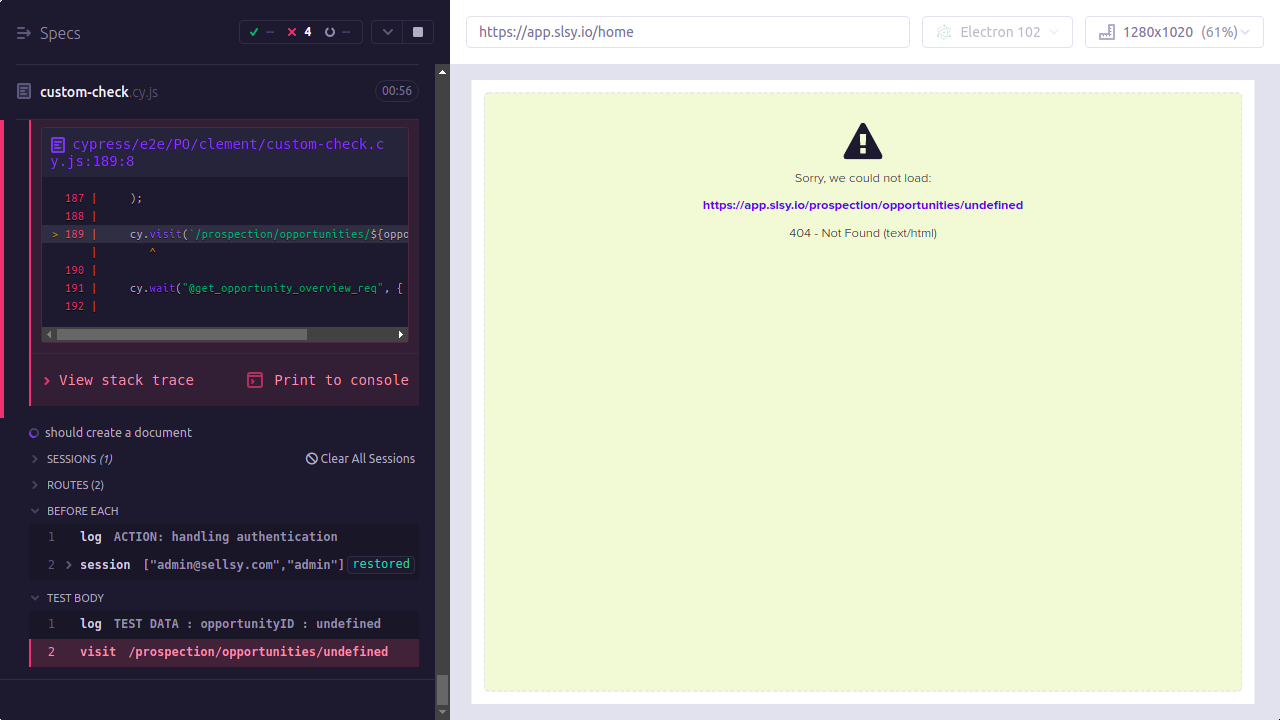 Specs
-- 4 --
custom-check.cy.js
00:56
cypress/e2e/PO/clement/custom-check.c
y.js:189:8
187 | );
188 |
> 189 | cy.visit(`/prospection/opportunities/${oppo
| ^
190 |
191 | cy.wait("@get_opportunity_overview_req", {
192 |
View stack trace
Print to console
should create a document
SESSIONS (1)
Clear All Sessions
ROUTES (2)
BEFORE EACH
1 log ACTION: handling authentication
2 session ["admin@sellsy.com","admin"] restored
TEST BODY
1 log TEST DATA : opportunityID : undefined
2 visit /prospection/opportunities/undefined
https://app.slsy.io/home
Electron 102
1280x1020 (61%)
Sorry, we could not load:
https://app.slsy.io/prospection/opportunities/undefined
404 - Not Found (text/html)